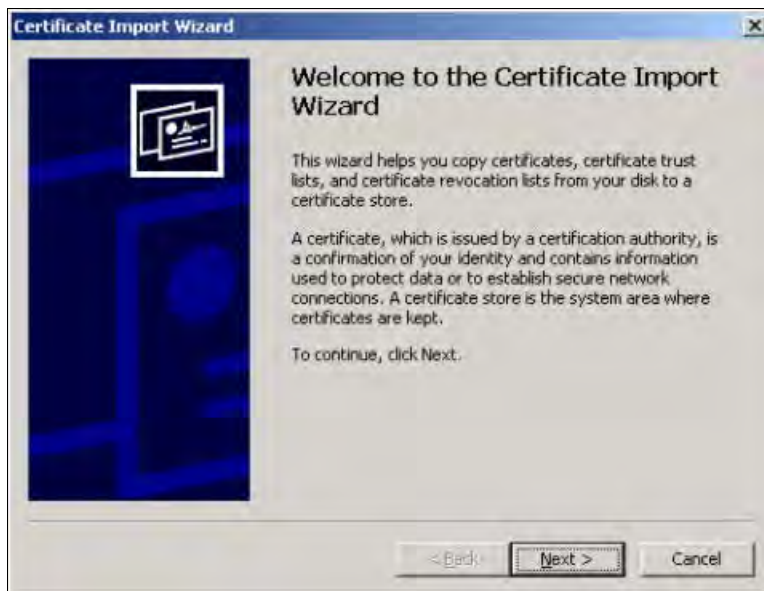 Certificate Import Wizard
Welcome to the Certificate Import
Wizard
This wizard helps you copy certificates, certificate trust
lists, and certificate revocation lists from your disk to a
certificate store.
A certificate, which is issued by a certification authority, is
a confirmation of your identity and contains information
used to protect data or to establish secure network
connections. A certificate store is the system area where
certificates are kept.
To continue, click Next.
< Back Next > Cancel